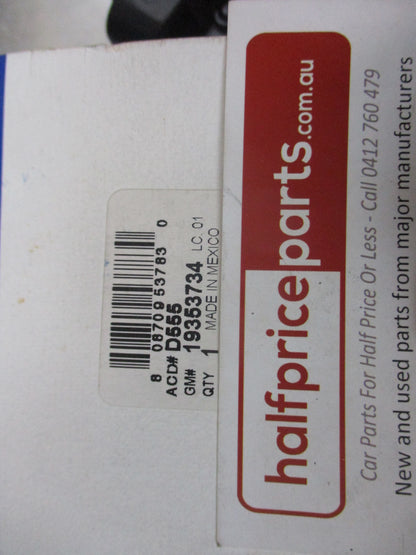 8 08709 53783 0
ACD# D555
GM# 19353734 LC. 01
QTY 1 MADE IN MEXICO
halfpriceparts.com.au
Car Parts For Half Price Or Less - Call 0412 760 479
New and used parts from major manufacturers